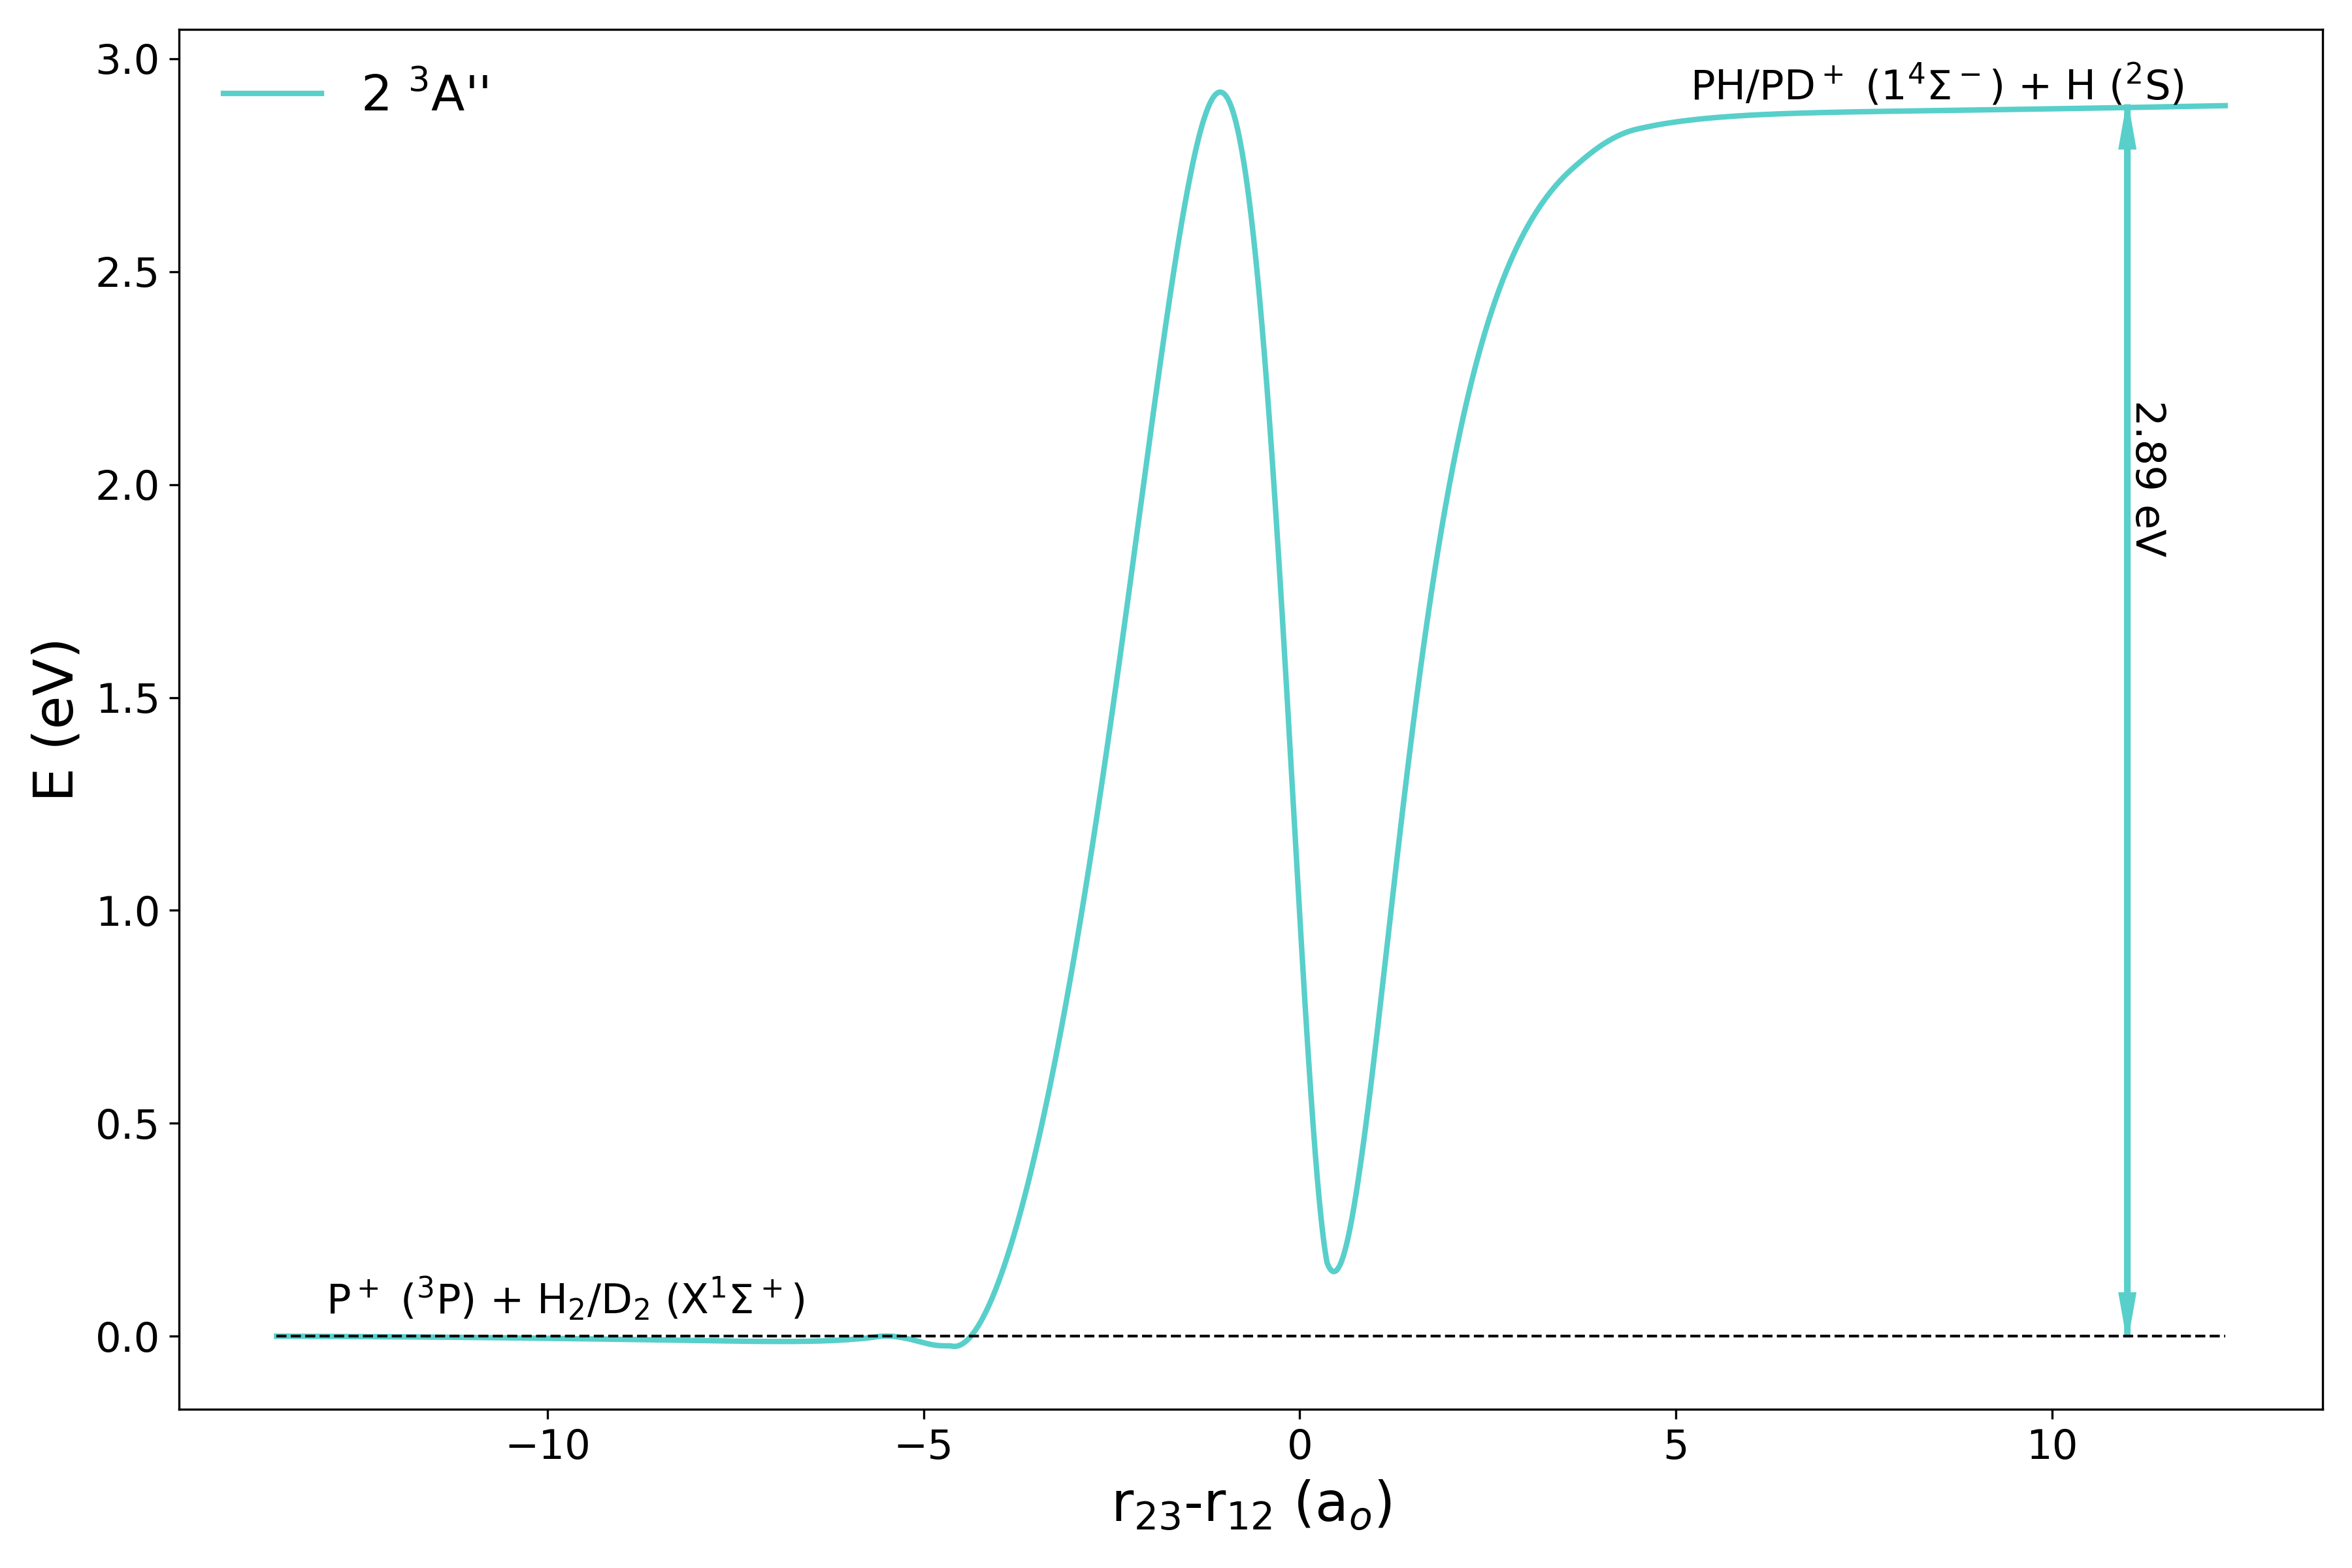 3.0
2 ³A''
PH/PD⁺ (1⁴Σ⁻) + H (²S)
2.5
2.0
2.89 eV
E (eV)
1.5
1.0
0.5
P⁺ (³P) + H₂/D₂ (X¹Σ⁺)
0.0
−10 −5 0 5 10
r₂₃-r₁₂ (aₒ)